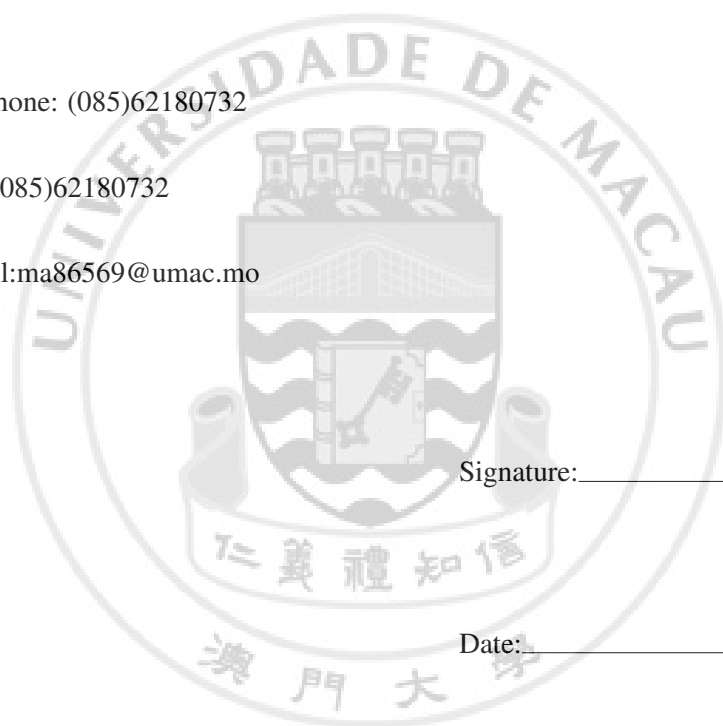 UNIVERSIDADE DE MACAU
hone: (085)62180732
085)62180732
l:ma86569@umac.mo
Signature:
仁義禮知信
Date:
澳門大學